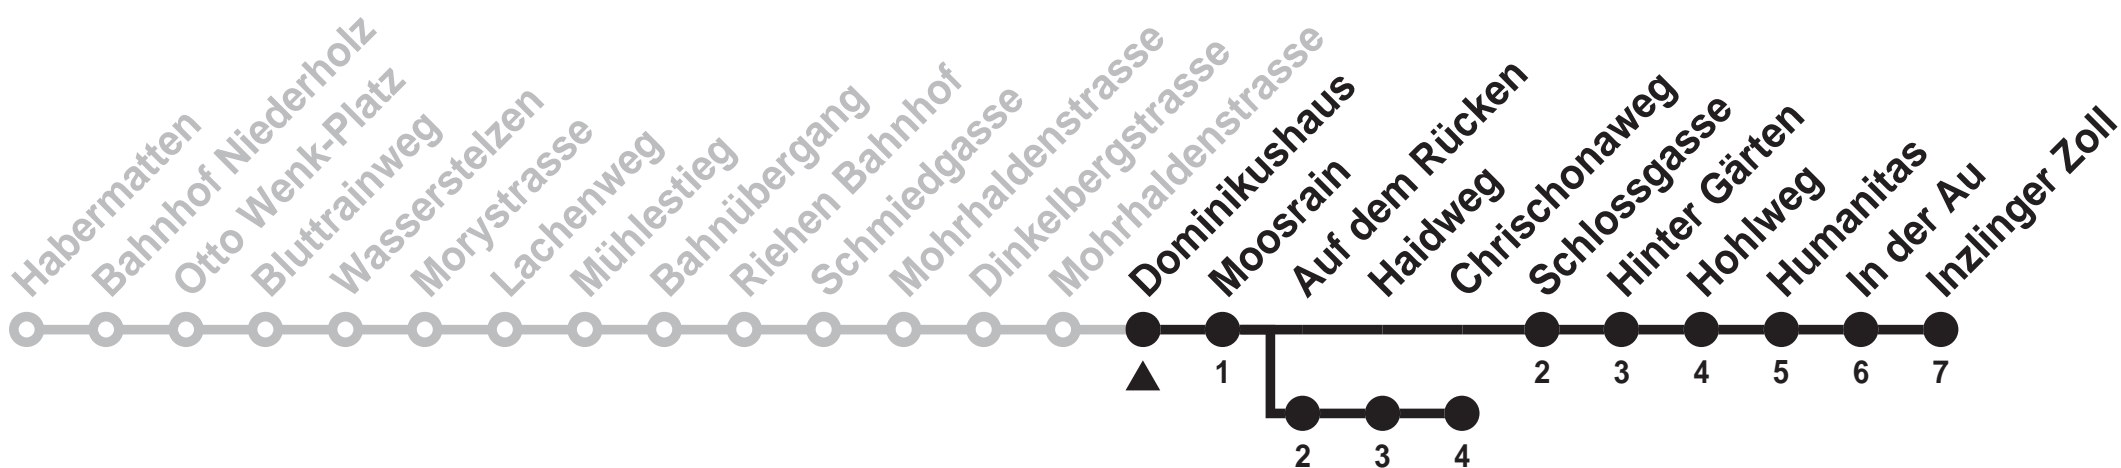 Habermatten
Bahnhof Niederholz
Otto Wenk-Platz
Bluttrainweg
Wasserstelzen
Morystrasse
Lachenweg
Mühlestieg
Bahnübergang
Riehen Bahnhof
Schmiedgasse
Mohrhaldenstrasse
Dinkelbergstrasse
Mohrhaldenstrasse
Dominikushaus
Moosrain
Auf dem Rücken
Haidweg
Chrischonaweg
Schlossgasse
Hinter Gärten
Hohlweg
Humanitas
In der Au
Inzlinger Zoll
1 2 3 4 5 6 7
2 3 4